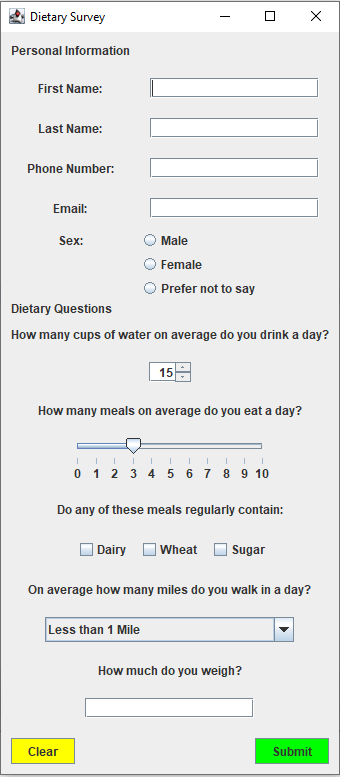 Dietary Survey
Personal Information
First Name:
Last Name:
Phone Number:
Email:
Sex: Male
Female
Prefer not to say
Dietary Questions
How many cups of water on average do you drink a day?
15
How many meals on average do you eat a day?
0 1 2 3 4 5 6 7 8 9 10
Do any of these meals regularly contain:
Dairy Wheat Sugar
On average how many miles do you walk in a day?
Less than 1 Mile
How much do you weigh?
Clear Submit